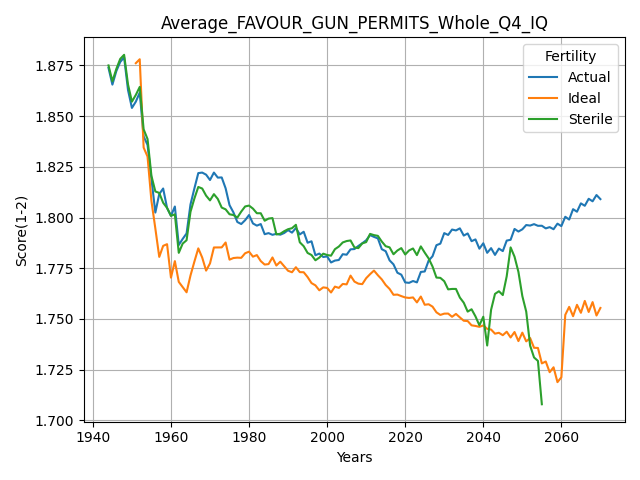 Average_FAVOUR_GUN_PERMITS_Whole_Q4_IQ
Score(1-2)
1.875
1.850
1.825
1.800
1.775
1.750
1.725
1.700
Fertility
Actual
Ideal
Sterile
1940 1960 1980 2000 2020 2040 2060
Years